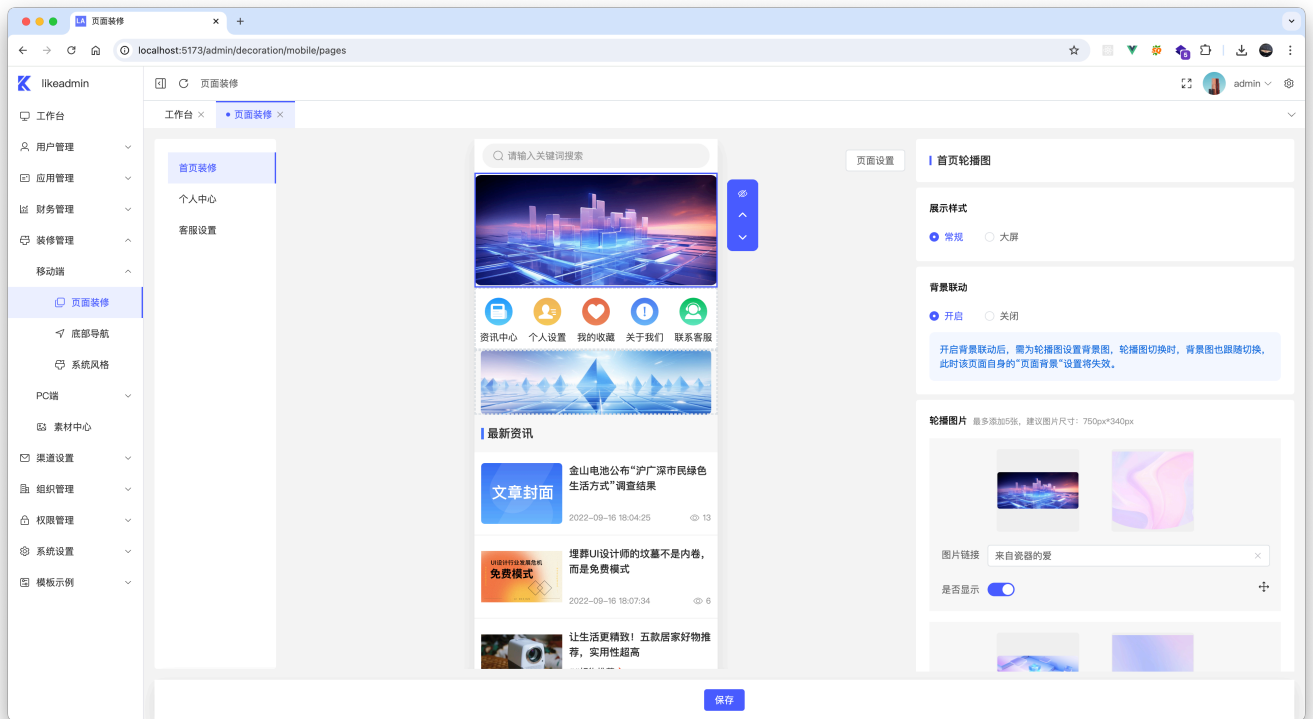 LA 页面装修
localhost:5173/admin/decoration/mobile/pages
5
likeadmin
页面装修
admin
工作台
页面装修
工作台
用户管理
应用管理
财务管理
装修管理
移动端
页面装修
底部导航
系统风格
PC端
素材中心
渠道设置
组织管理
权限管理
系统设置
模板示例
首页装修
个人中心
客服设置
请输入关键词搜索
资讯中心 个人设置 我的收藏 关于我们 联系客服
最新资讯
文章封面
金山电池公布“沪广深市民绿色
生活方式”调查结果
2022-09-16 18:04:25 13
UI设计行业发展危机
免费模式
埋葬UI设计师的坟墓不是内卷，
而是免费模式
2022-09-16 18:07:34 6
让生活更精致！五款居家好物推
荐，实用性超高
页面设置
首页轮播图
展示样式
常规 大屏
背景联动
开启 关闭
开启背景联动后，需为轮播图设置背景图，轮播图切换时，背景图也跟随切换，
此时该页面自身的“页面背景”设置将失效。
轮播图片 最多添加5张，建议图片尺寸：750px*340px
图片链接 来自瓷器的爱
是否显示
保存